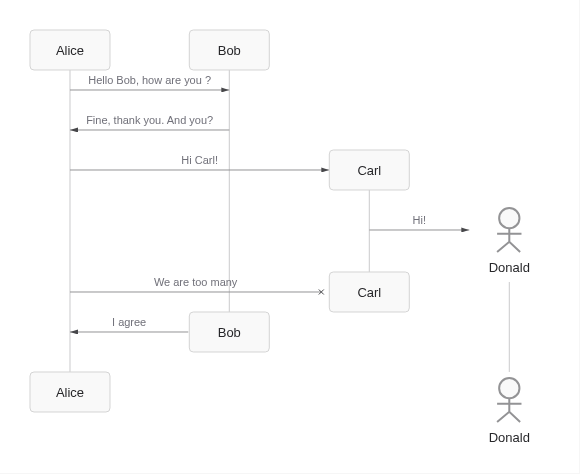 Alice
Bob
Hello Bob, how are you ?
Fine, thank you. And you?
Hi Carl!
Carl
Hi!
Donald
We are too many
Carl
I agree
Bob
Alice
Donald